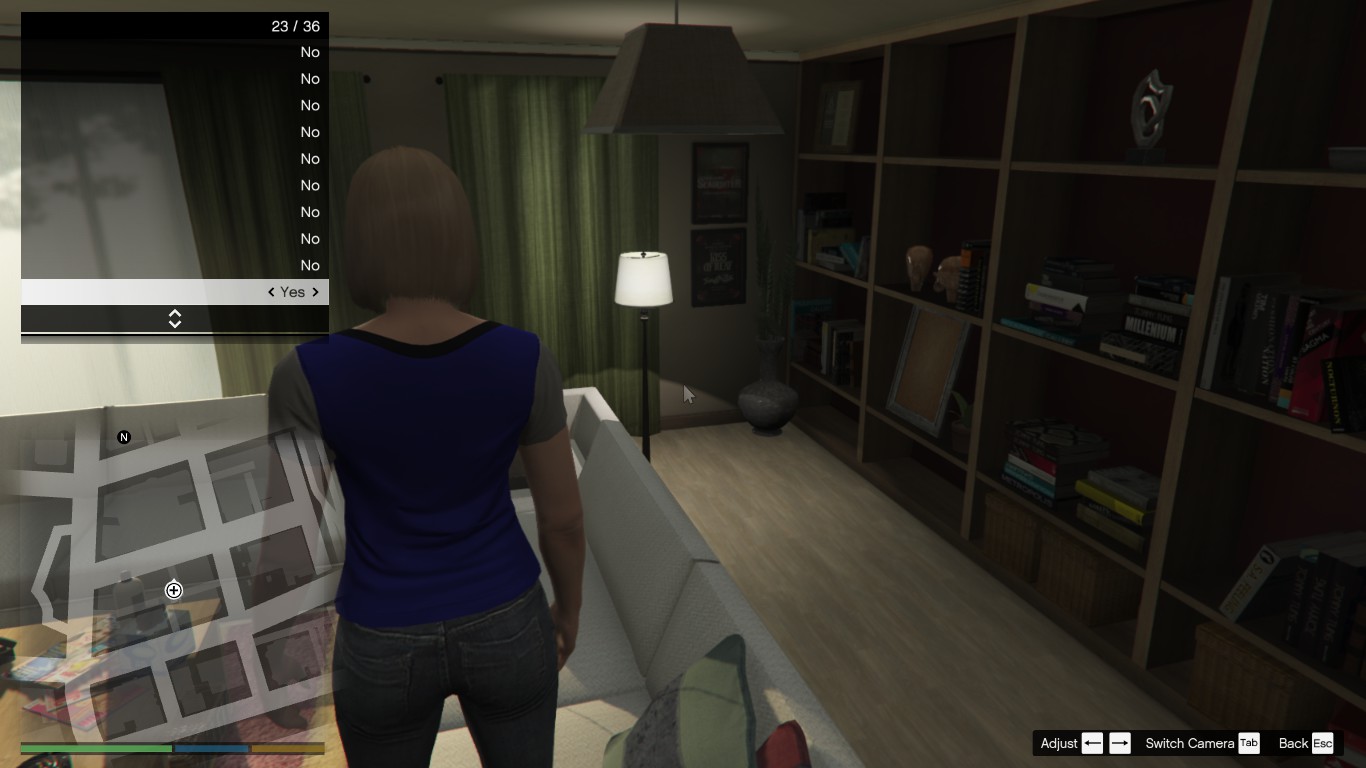 23 / 36
No
No
No
No
No
No
No
No
No
Yes
N
MILLENIUM
Adjust
Switch Camera Tab
Back Esc